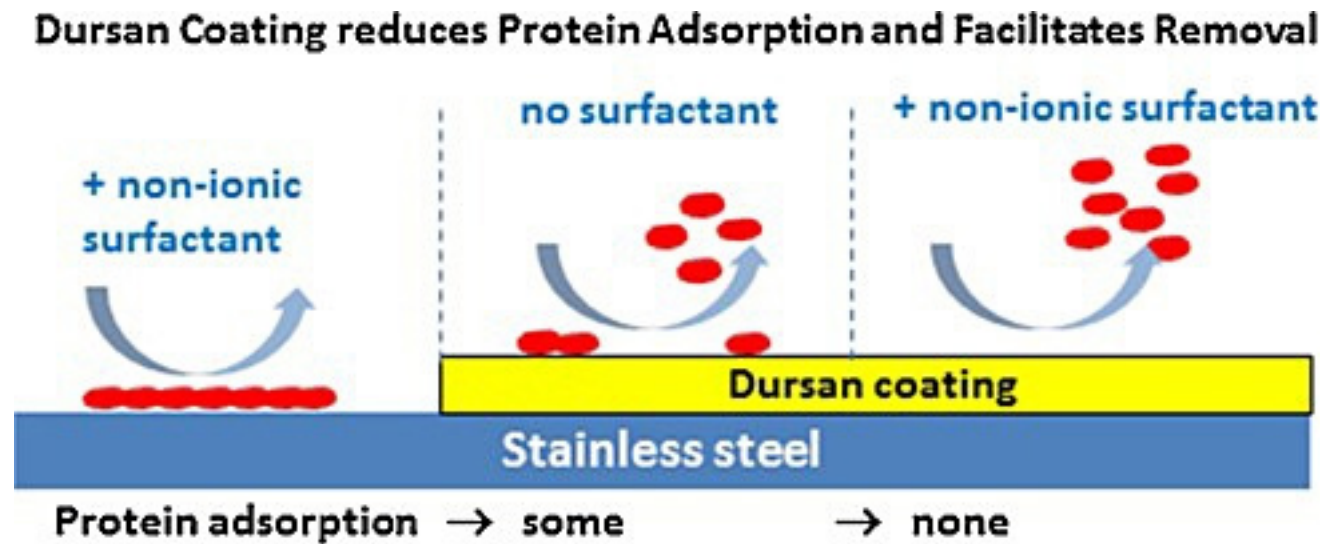 Dursan Coating reduces Protein Adsorption and Facilitates Removal
+ non-ionic
surfactant
no surfactant
+ non-ionic surfactant
Dursan coating
Stainless steel
Protein adsorption → some → none